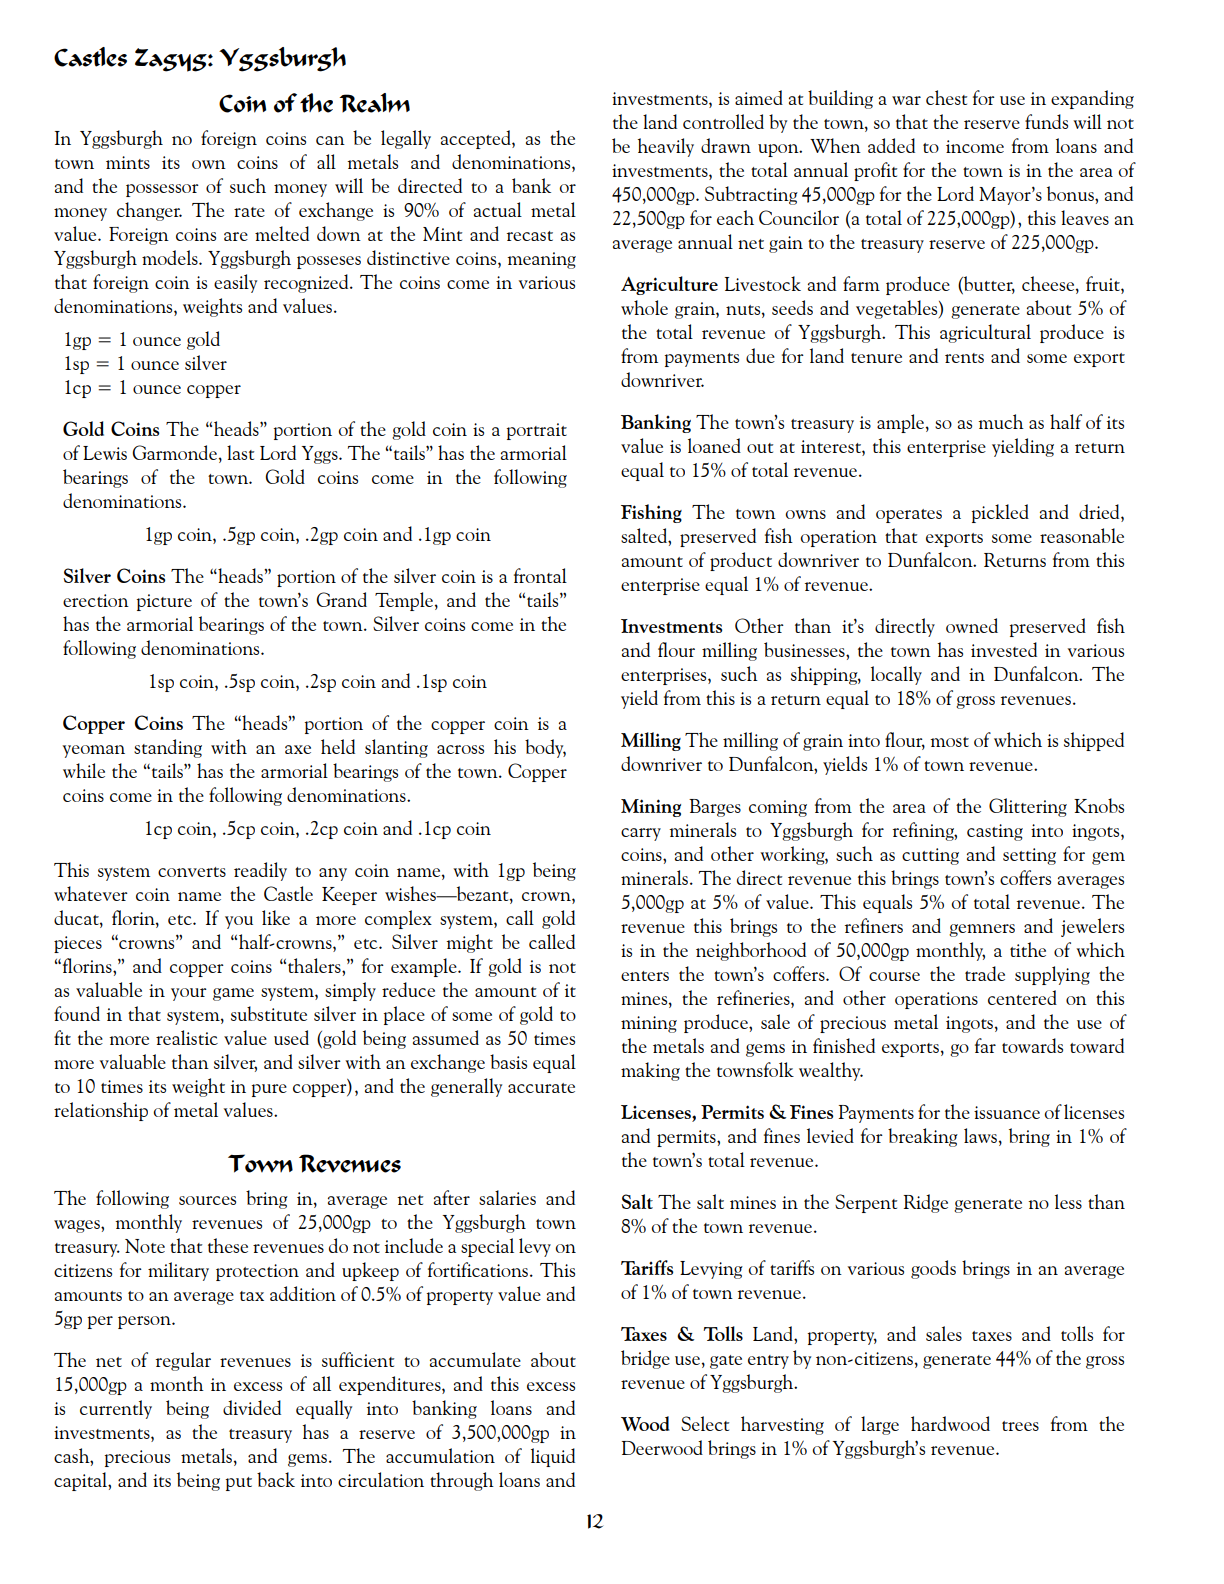 Castles Zagyg: Yggsburgh
Coin of the Realm
In Yggsburgh no foreign coins can be legally accepted, as the
town mints its own coins of all metals and denominations,
and the possessor of such money will be directed to a bank or
money changer. The rate of exchange is 90% of actual metal
value. Foreign coins are melted down at the Mint and recast as
Yggsburgh models. Yggsburgh posseses distinctive coins, meaning
that foreign coin is easily recognized. The coins come in various
denominations, weights and values.
1gp = 1 ounce gold
1sp = 1 ounce silver
1cp = 1 ounce copper
Gold Coins The “heads” portion of the gold coin is a portrait
of Lewis Garmonde, last Lord Yggs. The “tails” has the armorial
bearings of the town. Gold coins come in the following
denominations.
1gp coin, .5gp coin, .2gp coin and .1gp coin
Silver Coins The “heads” portion of the silver coin is a frontal
erection picture of the town’s Grand Temple, and the “tails”
has the armorial bearings of the town. Silver coins come in the
following denominations.
1sp coin, .5sp coin, .2sp coin and .1sp coin
Copper Coins The “heads” portion of the copper coin is a
yeoman standing with an axe held slanting across his body,
while the “tails” has the armorial bearings of the town. Copper
coins come in the following denominations.
1cp coin, .5cp coin, .2cp coin and .1cp coin
This system converts readily to any coin name, with 1gp being
whatever coin name the Castle Keeper wishes—bezant, crown,
ducat, florin, etc. If you like a more complex system, call gold
pieces “crowns” and “half-crowns,” etc. Silver might be called
“florins,” and copper coins “thalers,” for example. If gold is not
as valuable in your game system, simply reduce the amount of it
found in that system, substitute silver in place of some of gold to
fit the more realistic value used (gold being assumed as 50 times
more valuable than silver, and silver with an exchange basis equal
to 10 times its weight in pure copper), and the generally accurate
relationship of metal values.
Town Revenues
The following sources bring in, average net after salaries and
wages, monthly revenues of 25,000gp to the Yggsburgh town
treasury. Note that these revenues do not include a special levy on
citizens for military protection and upkeep of fortifications. This
amounts to an average tax addition of 0.5% of property value and
5gp per person.
The net of regular revenues is sufficient to accumulate about
15,000gp a month in excess of all expenditures, and this excess
is currently being divided equally into banking loans and
investments, as the treasury has a reserve of 3,500,000gp in
cash, precious metals, and gems. The accumulation of liquid
capital, and its being put back into circulation through loans and
investments, is aimed at building a war chest for use in expanding
the land controlled by the town, so that the reserve funds will not
be heavily drawn upon. When added to income from loans and
investments, the total annual profit for the town is in the area of
450,000gp. Subtracting 45,000gp for the Lord Mayor’s bonus, and
22,500gp for each Councilor (a total of 225,000gp), this leaves an
average annual net gain to the treasury reserve of 225,000gp.
Agriculture Livestock and farm produce (butter, cheese, fruit,
whole grain, nuts, seeds and vegetables) generate about 5% of
the total revenue of Yggsburgh. This agricultural produce is
from payments due for land tenure and rents and some export
downriver.
Banking The town’s treasury is ample, so as much as half of its
value is loaned out at interest, this enterprise yielding a return
equal to 15% of total revenue.
Fishing The town owns and operates a pickled and dried,
salted, preserved fish operation that exports some reasonable
amount of product downriver to Dunfalcon. Returns from this
enterprise equal 1% of revenue.
Investments Other than it’s directly owned preserved fish
and flour milling businesses, the town has invested in various
enterprises, such as shipping, locally and in Dunfalcon. The
yield from this is a return equal to 18% of gross revenues.
Milling The milling of grain into flour, most of which is shipped
downriver to Dunfalcon, yields 1% of town revenue.
Mining Barges coming from the area of the Glittering Knobs
carry minerals to Yggsburgh for refining, casting into ingots,
coins, and other working, such as cutting and setting for gem
minerals. The direct revenue this brings town’s coffers averages
5,000gp at 5% of value. This equals 5% of total revenue. The
revenue this brings to the refiners and gemners and jewelers
is in the neighborhood of 50,000gp monthly, a tithe of which
enters the town’s coffers. Of course the trade supplying the
mines, the refineries, and other operations centered on this
mining produce, sale of precious metal ingots, and the use of
the metals and gems in finished exports, go far towards toward
making the townsfolk wealthy.
Licenses, Permits & Fines Payments for the issuance of licenses
and permits, and fines levied for breaking laws, bring in 1% of
the town’s total revenue.
Salt The salt mines in the Serpent Ridge generate no less than
8% of the town revenue.
Tariffs Levying of tariffs on various goods brings in an average
of 1% of town revenue.
Taxes & Tolls Land, property, and sales taxes and tolls for
bridge use, gate entry by non-citizens, generate 44% of the gross
revenue of Yggsburgh.
Wood Select harvesting of large hardwood trees from the
Deerwood brings in 1% of Yggsburgh’s revenue.
12